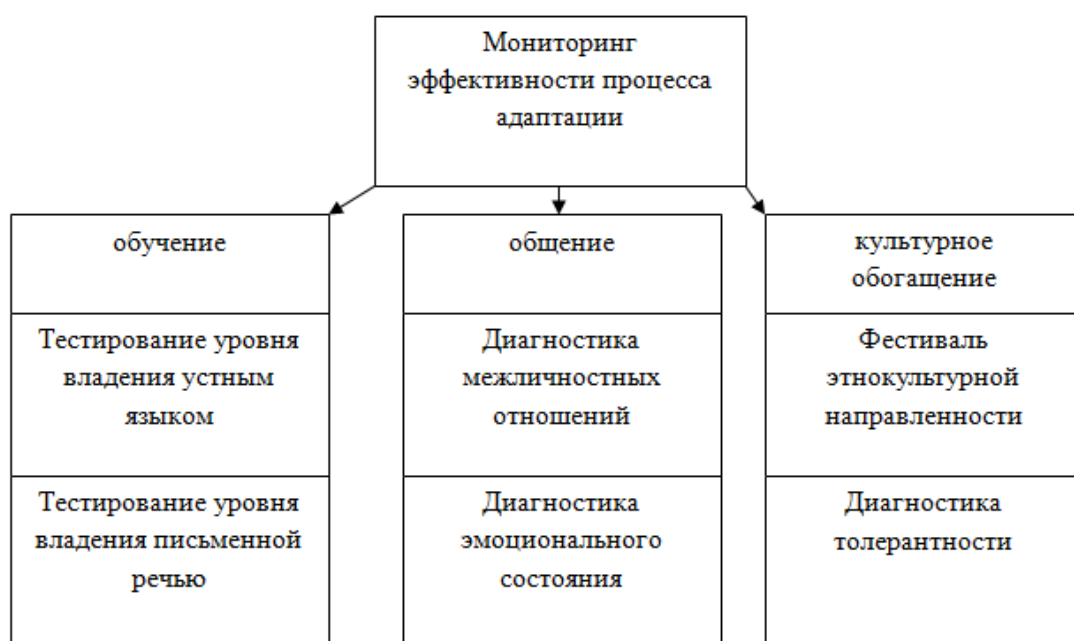 Мониторинг
эффективности процесса
адаптации
обучение
Тестирование уровня
владения устным
языком
Тестирование уровня
владения письменной
речью
общение
Диагностика
межличностных
отношений
Диагностика
эмоционального
состояния
культурное
обогащение
Фестиваль
этнокультурной
направленности
Диагностика
толерантности